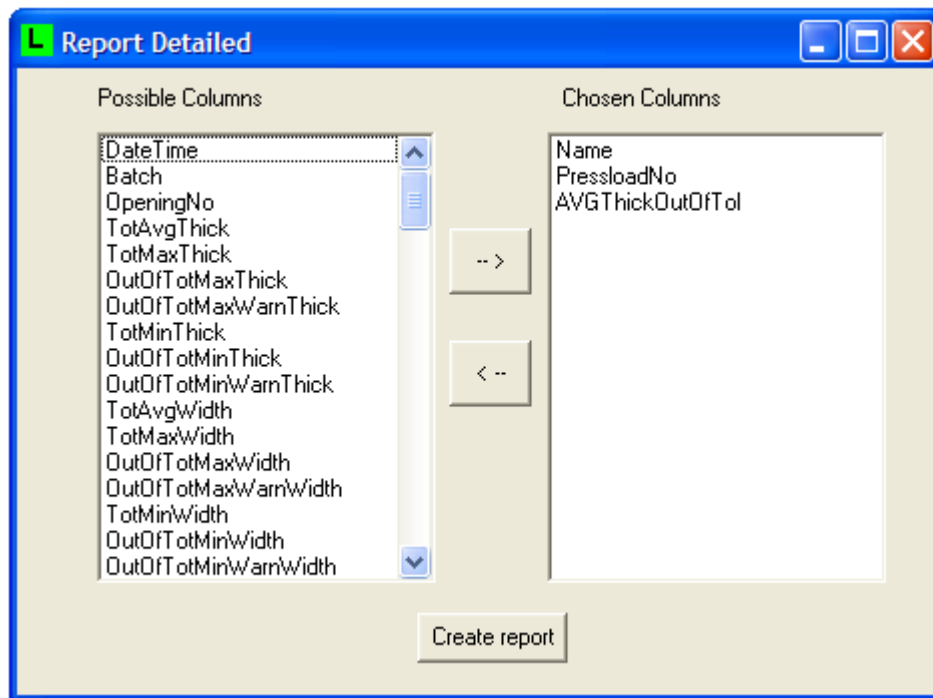 L Report Detailed
Possible Columns
DateTime
Batch
OpeningNo
TotAvgThick
TotMaxThick
OutOfTotMaxThick
OutOfTotMaxWarnThick
TotMinThick
OutOfTotMinThick
OutOfTotMinWarnThick
TotAvgWidth
TotMaxWidth
OutOfTotMaxWidth
OutOfTotMaxWarnWidth
TotMinWidth
OutOfTotMinWidth
OutOfTotMinWarnWidth
-- >
< --
Chosen Columns
Name
PressloadNo
AVGThickOutOfTol
Create report